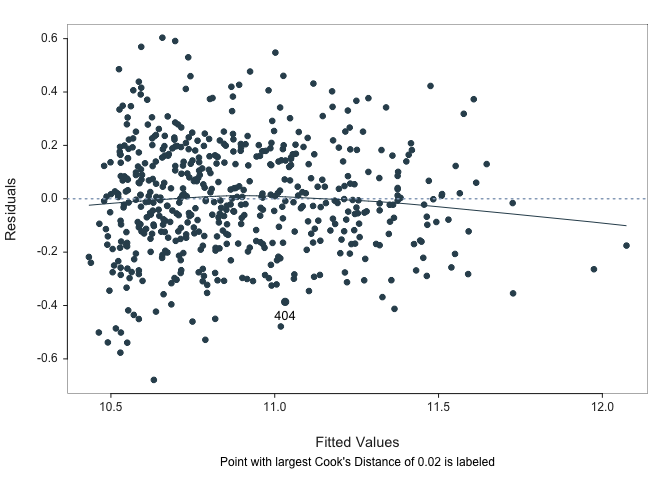 0.6
0.4
0.2
0.0
-0.2
-0.4
-0.6
Residuals
404
10.5 11.0 11.5 12.0
Fitted Values
Point with largest Cook's Distance of 0.02 is labeled